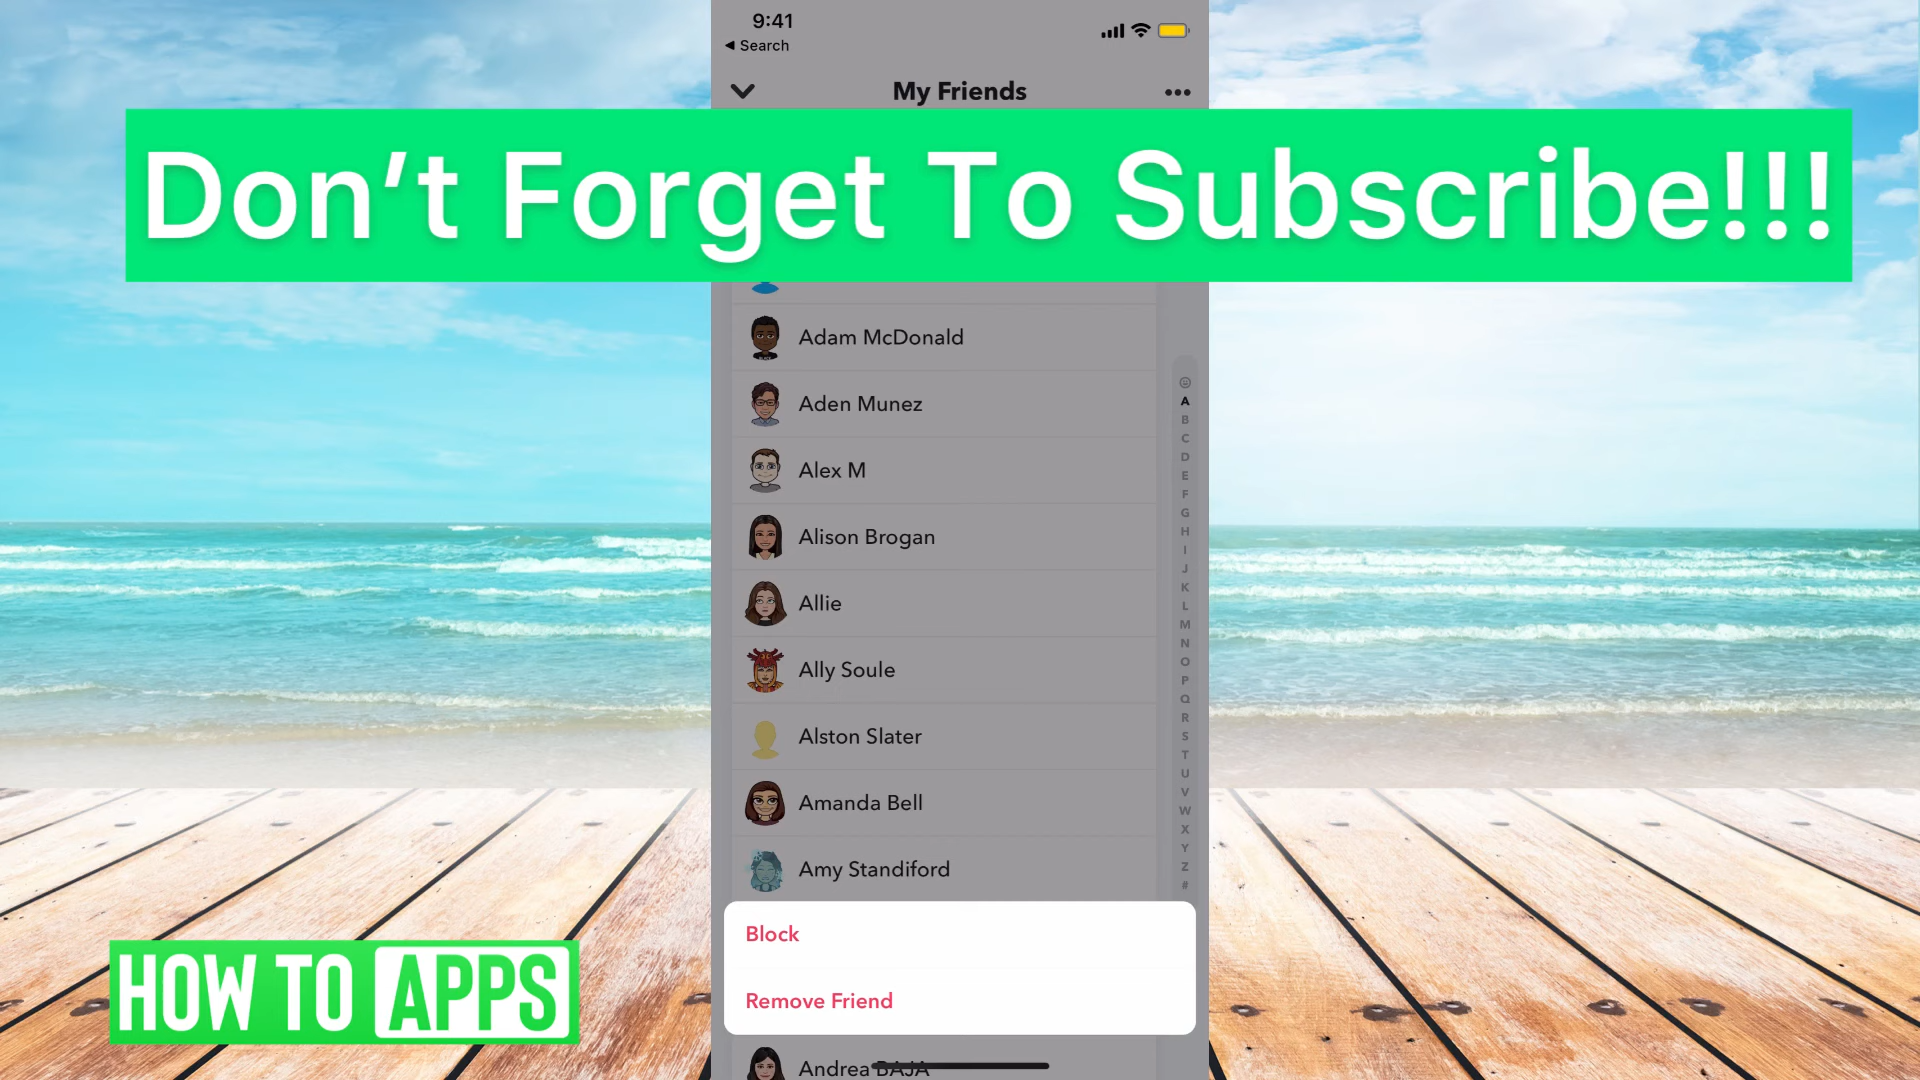 9:41
◄ Search
My Friends
Don't Forget To Subscribe!!!
Adam McDonald
Aden Munez
Alex M
Alison Brogan
Allie
Ally Soule
Alston Slater
Amanda Bell
Amy Standiford
A
B
C
D
E
F
G
H
I
J
K
L
M
N
O
P
Q
R
S
T
U
V
W
X
Y
Z
#
Block
Remove Friend
Andrea BAJA
HOW TO APPS